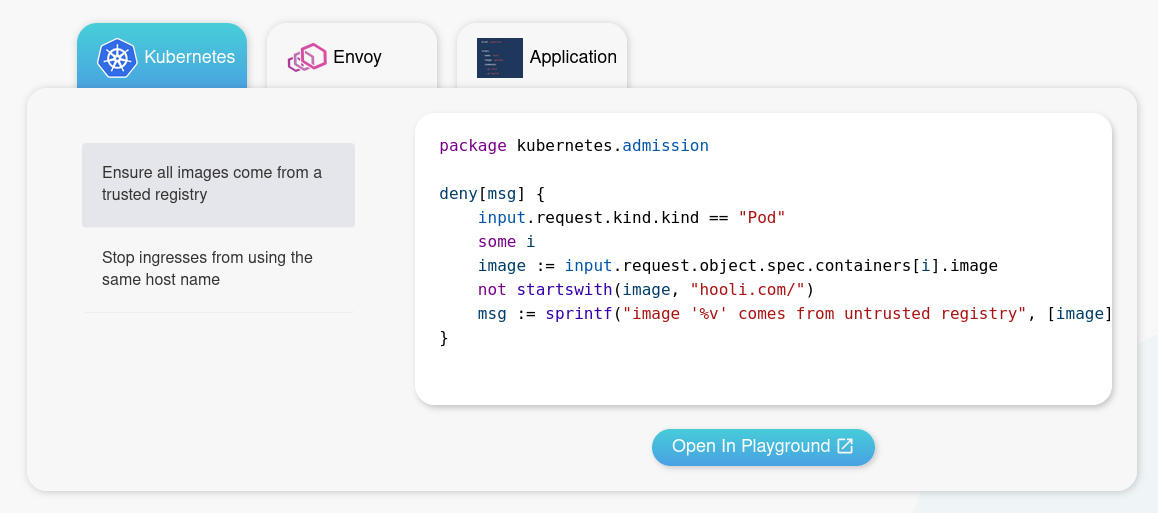 Kubernetes
Envoy
Application
Ensure all images come from a
trusted registry
Stop ingresses from using the
same host name
package kubernetes.admission
deny[msg] {
    input.request.kind.kind == "Pod"
    some i
    image := input.request.object.spec.containers[i].image
    not startswith(image, "hooli.com/")
    msg := sprintf("image '%v' comes from untrusted registry", [image]
}
Open In Playground